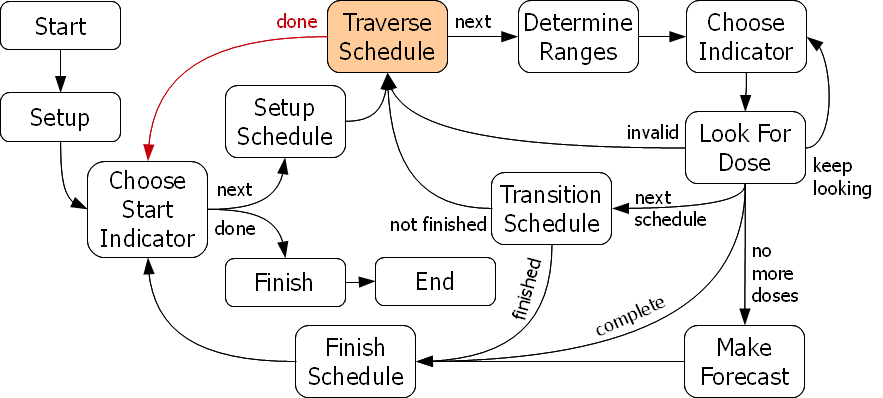 Start
done
Traverse
Schedule
next
Determine
Ranges
Choose
Indicator
Setup
Setup
Schedule
invalid
Look For
Dose
keep
looking
Choose
Start
Indicator
next
done
not finished
Transition
Schedule
next
schedule
Finish
End
finished
no
more
doses
complete
Finish
Schedule
Make
Forecast